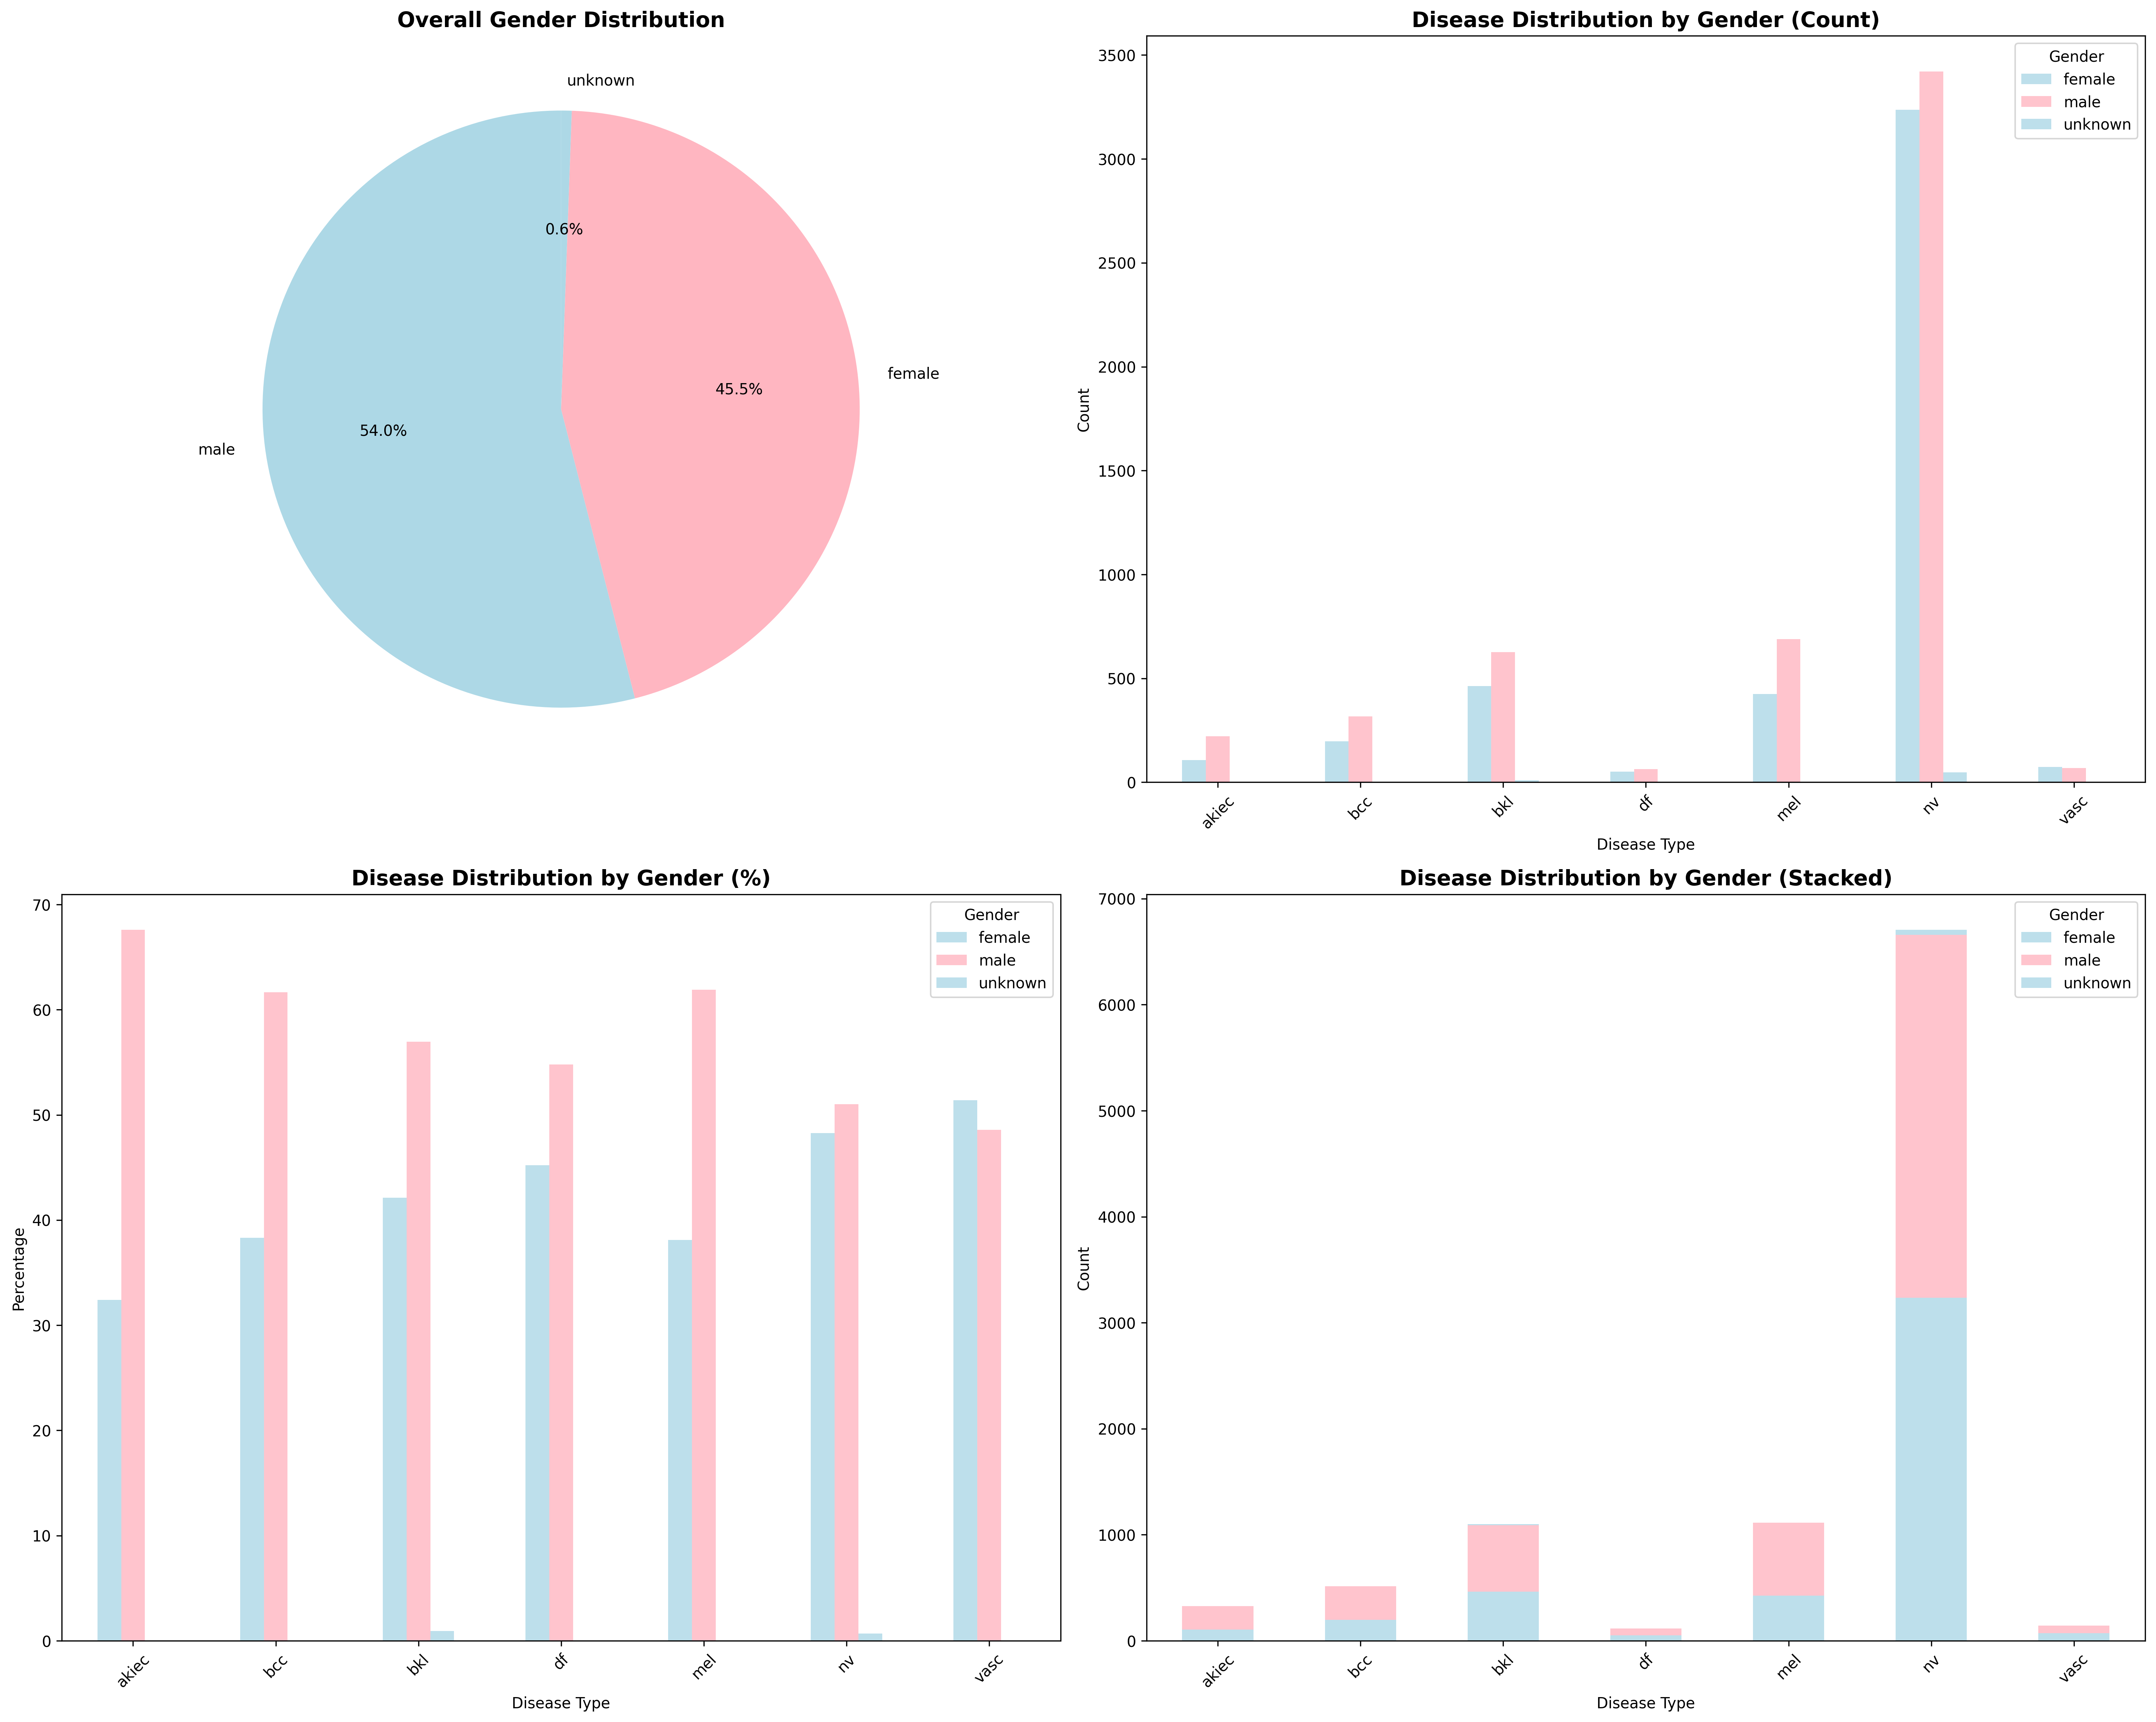 Overall Gender Distribution
unknown
0.6%
female
45.5%
54.0%
male
Disease Distribution by Gender (Count)
Gender
female
male
unknown
3500
3000
2500
2000
1500
1000
500
0
Count
akiec
bcc
bkl
df
mel
nv
vasc
Disease Type
Disease Distribution by Gender (%)
Gender
female
male
unknown
70
60
50
40
30
20
10
0
Percentage
akiec
bcc
bkl
df
mel
nv
vasc
Disease Type
Disease Distribution by Gender (Stacked)
Gender
female
male
unknown
7000
6000
5000
4000
3000
2000
1000
0
Count
akiec
bcc
bkl
df
mel
nv
vasc
Disease Type